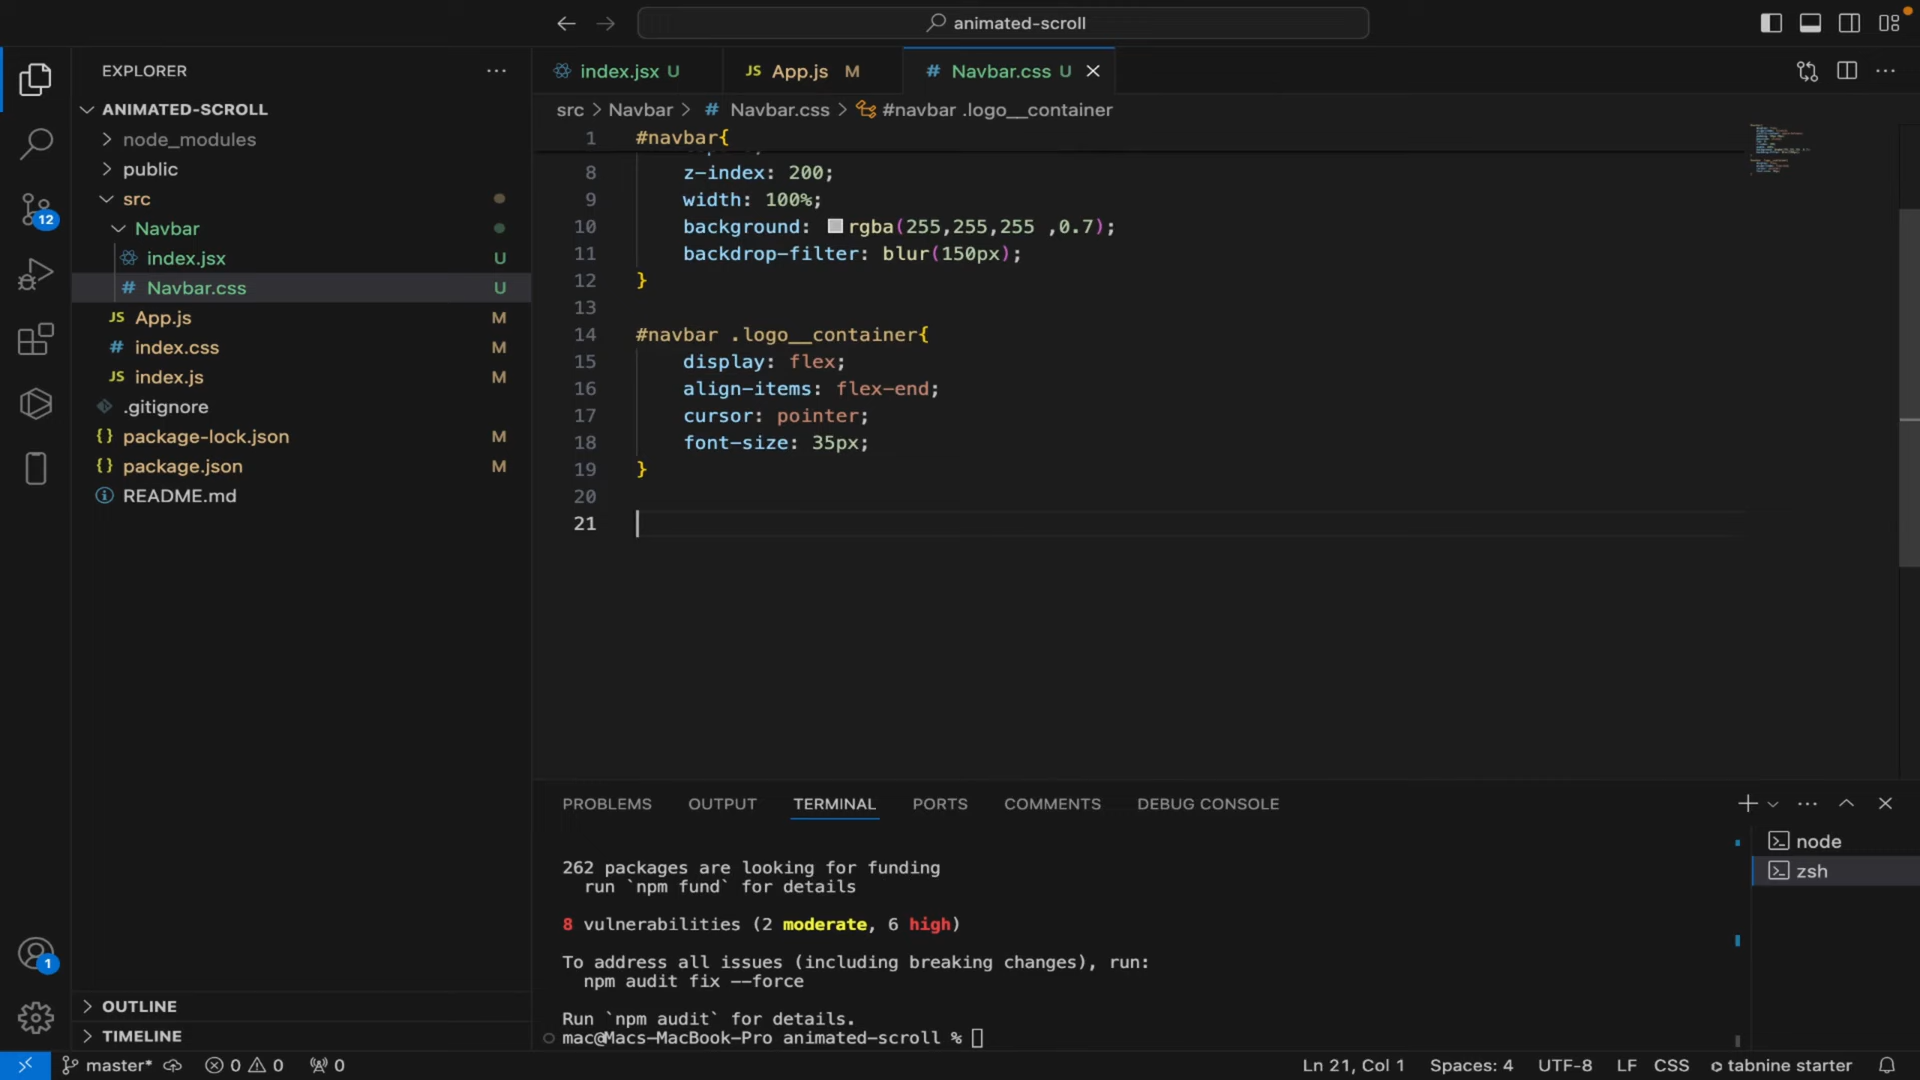 animated-scroll
EXPLORER
ANIMATED-SCROLL
node_modules
public
src
Navbar
index.jsx U
Navbar.css U
App.js M
index.css M
index.js M
.gitignore
package-lock.json M
package.json M
README.md
OUTLINE
TIMELINE
12
1
index.jsx U
App.js M
Navbar.css U
src > Navbar > # Navbar.css > #navbar .logo__container
1 #navbar{
8 z-index: 200;
9 width: 100%;
10 background: rgba(255,255,255 ,0.7);
11 backdrop-filter: blur(150px);
12 }
13
14 #navbar .logo__container{
15 display: flex;
16 align-items: flex-end;
17 cursor: pointer;
18 font-size: 35px;
19 }
20
21
PROBLEMS OUTPUT TERMINAL PORTS COMMENTS DEBUG CONSOLE
262 packages are looking for funding
run `npm fund` for details
8 vulnerabilities (2 moderate, 6 high)
To address all issues (including breaking changes), run:
npm audit fix --force
Run `npm audit` for details.
mac@Macs-MacBook-Pro animated-scroll %
node
zsh
master* 0 0 0 Ln 21, Col 1 Spaces: 4 UTF-8 LF CSS tabnine starter